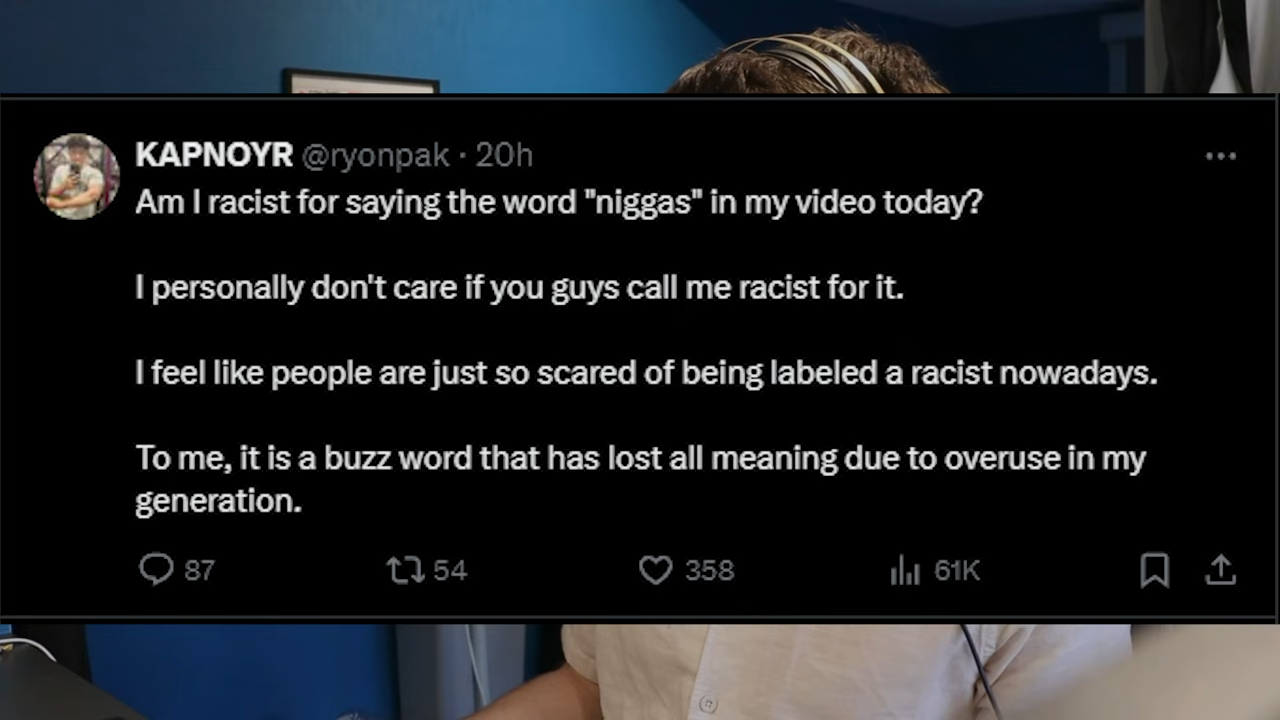 KAPNOYR @ryonpak · 20h
Am I racist for saying the word "niggas" in my video today?
I personally don't care if you guys call me racist for it.
I feel like people are just so scared of being labeled a racist nowadays.
To me, it is a buzz word that has lost all meaning due to overuse in my
generation.
87 54 358 61K